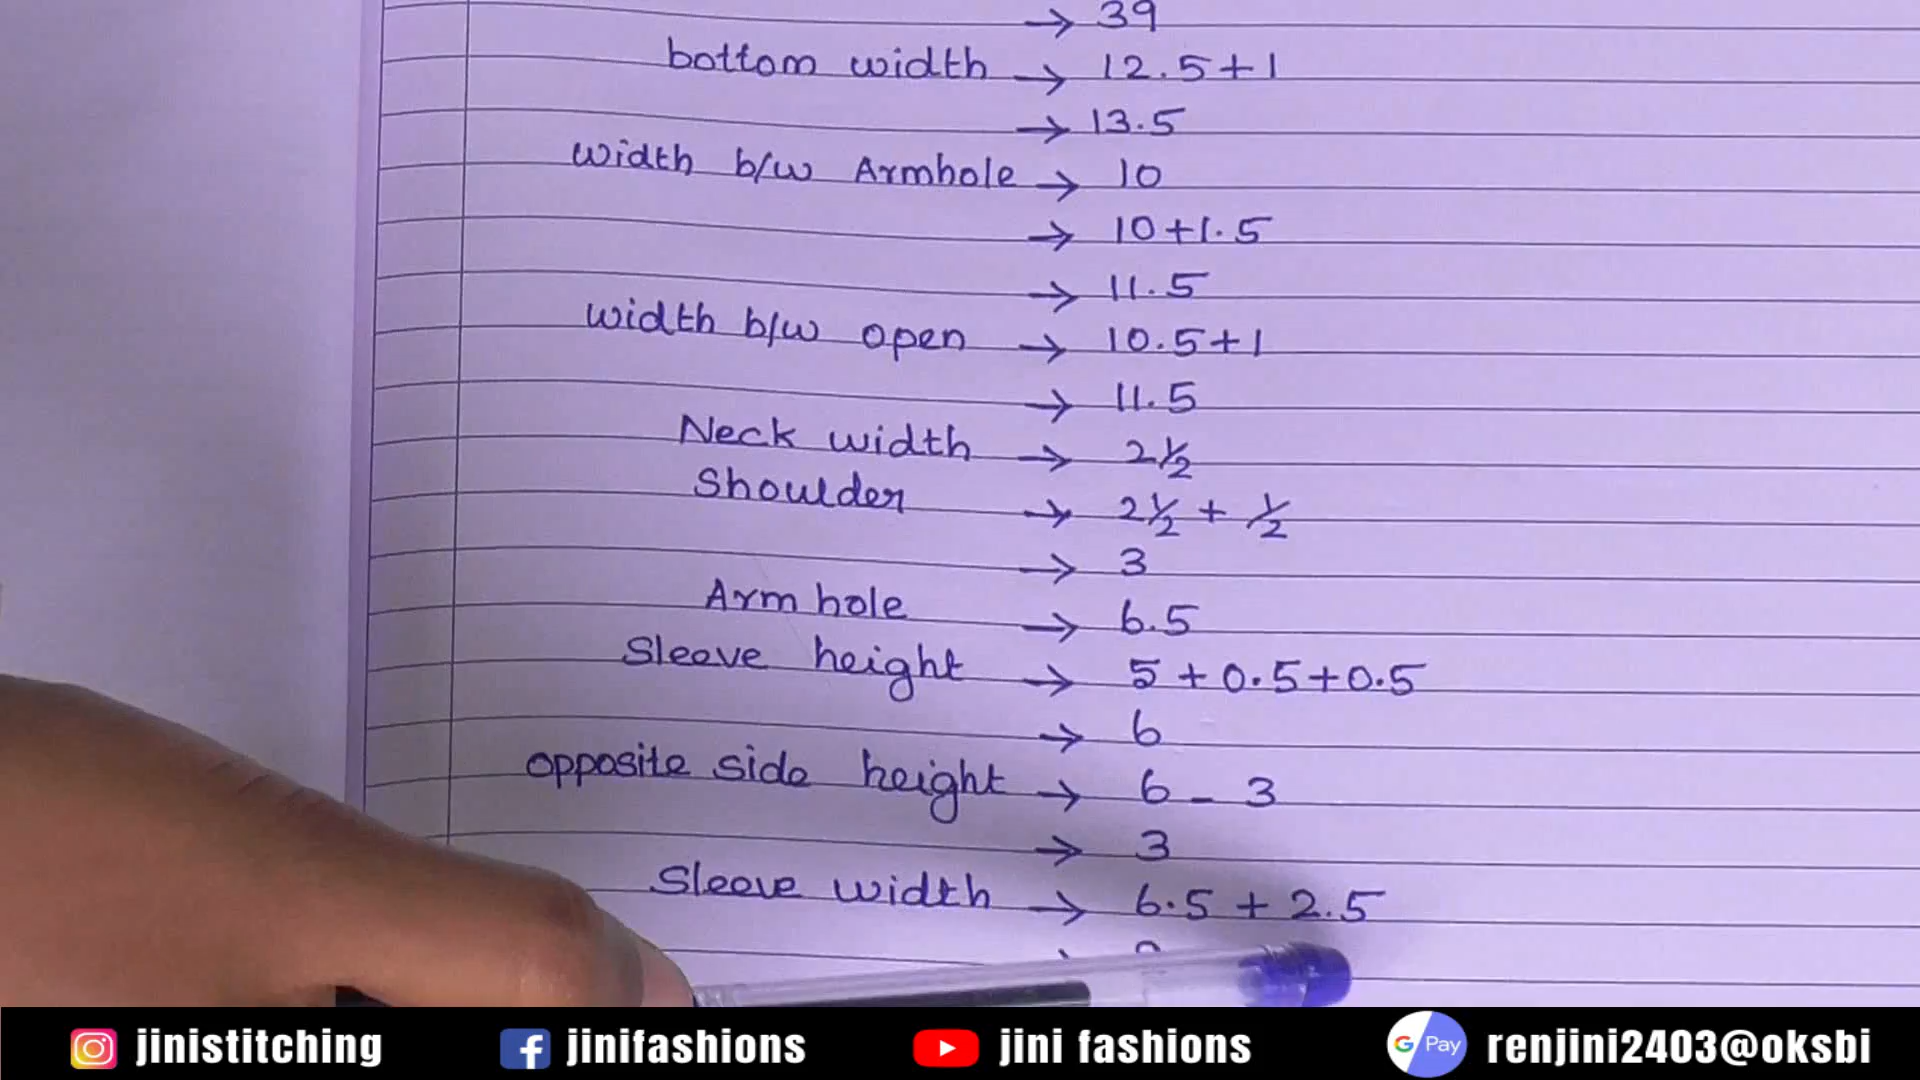 → 39
bottom width → 12.5+1
→ 13.5
width b/w Armhole → 10
→ 10+1.5
→ 11.5
width b/w open → 10.5+1
→ 11.5
Neck width → 2½
Shoulder → 2½ + ½
→ 3
Arm hole → 6.5
Sleeve height → 5+0.5+0.5
→ 6
opposite side height → 6 - 3
→ 3
Sleeve width → 6.5 + 2.5
jinistitching jinifashions jini fashions G Pay renjini2403@oksbi